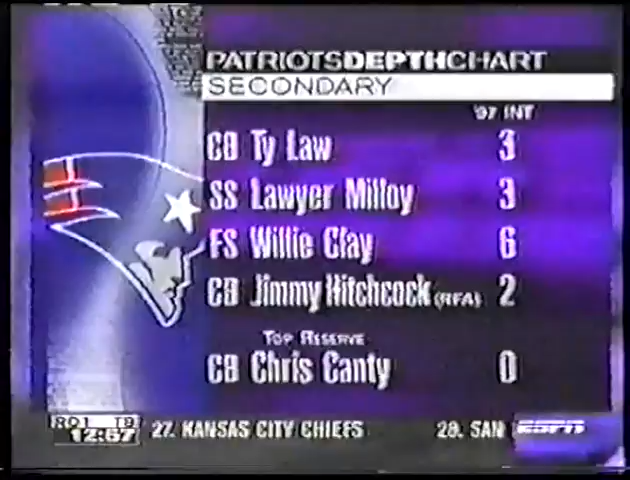 PATRIOTSDEPTHCHART
SECONDARY
'97 INT
CB Ty Law 3
SS Lawyer Milloy 3
FS Willie Clay 6
CB Jimmy Hitchcock (RFA) 2
TOP RESERVE
CB Chris Canty 0
RD1
12:57
27. KANSAS CITY CHIEFS 28. SAN
ESPN